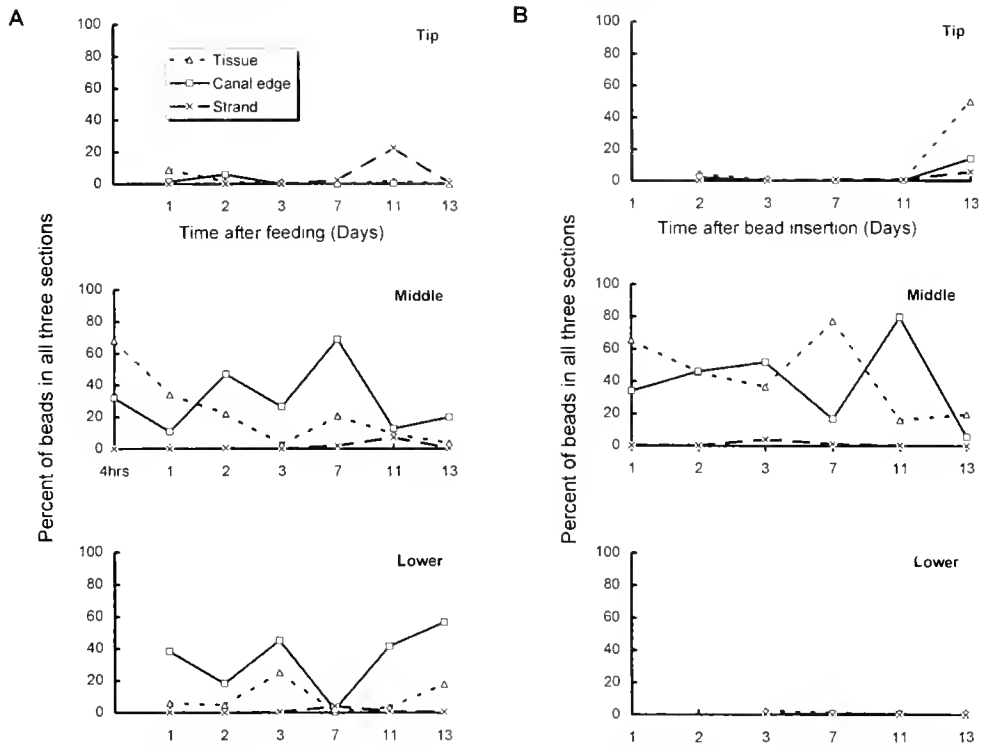 A
Percent of beads in all three sections
Tip
100
80
60
40
20
0
Tissue
Canal edge
Strand
1 2 3 7 11 13
Time after feeding (Days)
Middle
100
80
60
40
20
0
4hrs 1 2 3 7 11 13
Lower
100
80
60
40
20
0
1 2 3 7 11 13
B
Percent of beads in all three sections
Tip
100
80
60
40
20
0
1 2 3 7 11 13
Time after bead insertion (Days)
Middle
100
80
60
40
20
0
1 2 3 7 11 13
Lower
100
80
60
40
20
0
1 2 3 7 11 13